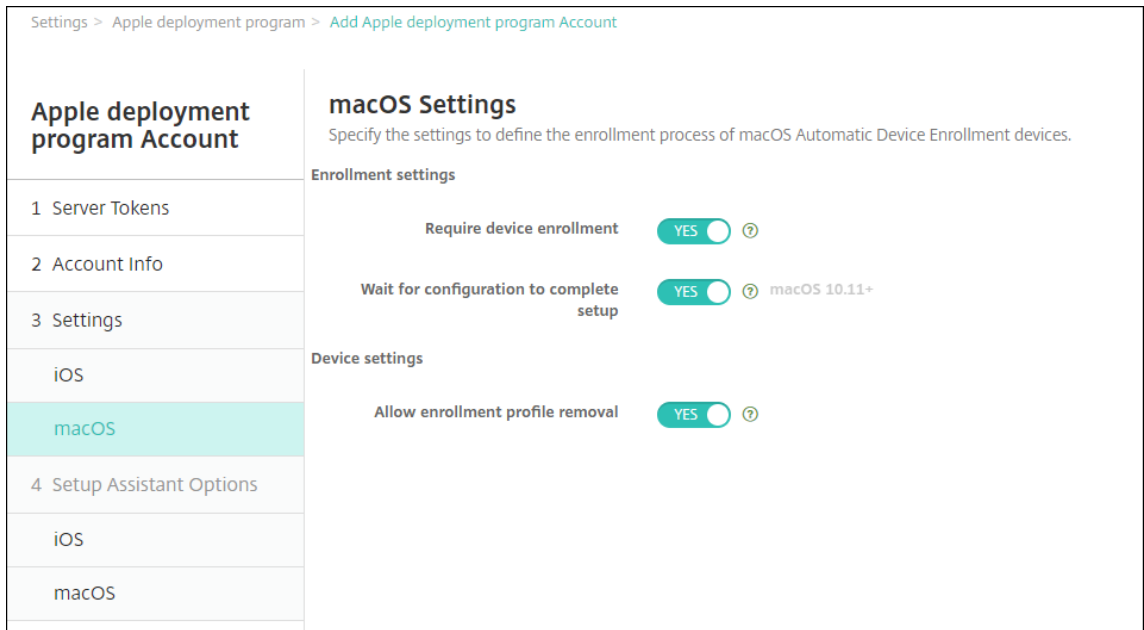 Settings > Apple deployment program > Add Apple deployment program Account
Apple deployment
program Account
1 Server Tokens
2 Account Info
3 Settings
iOS
macOS
4 Setup Assistant Options
iOS
macOS
macOS Settings
Specify the settings to define the enrollment process of macOS Automatic Device Enrollment devices.
Enrollment settings
Require device enrollment YES ?
Wait for configuration to complete
setup YES ? macOS 10.11+
Device settings
Allow enrollment profile removal YES ?